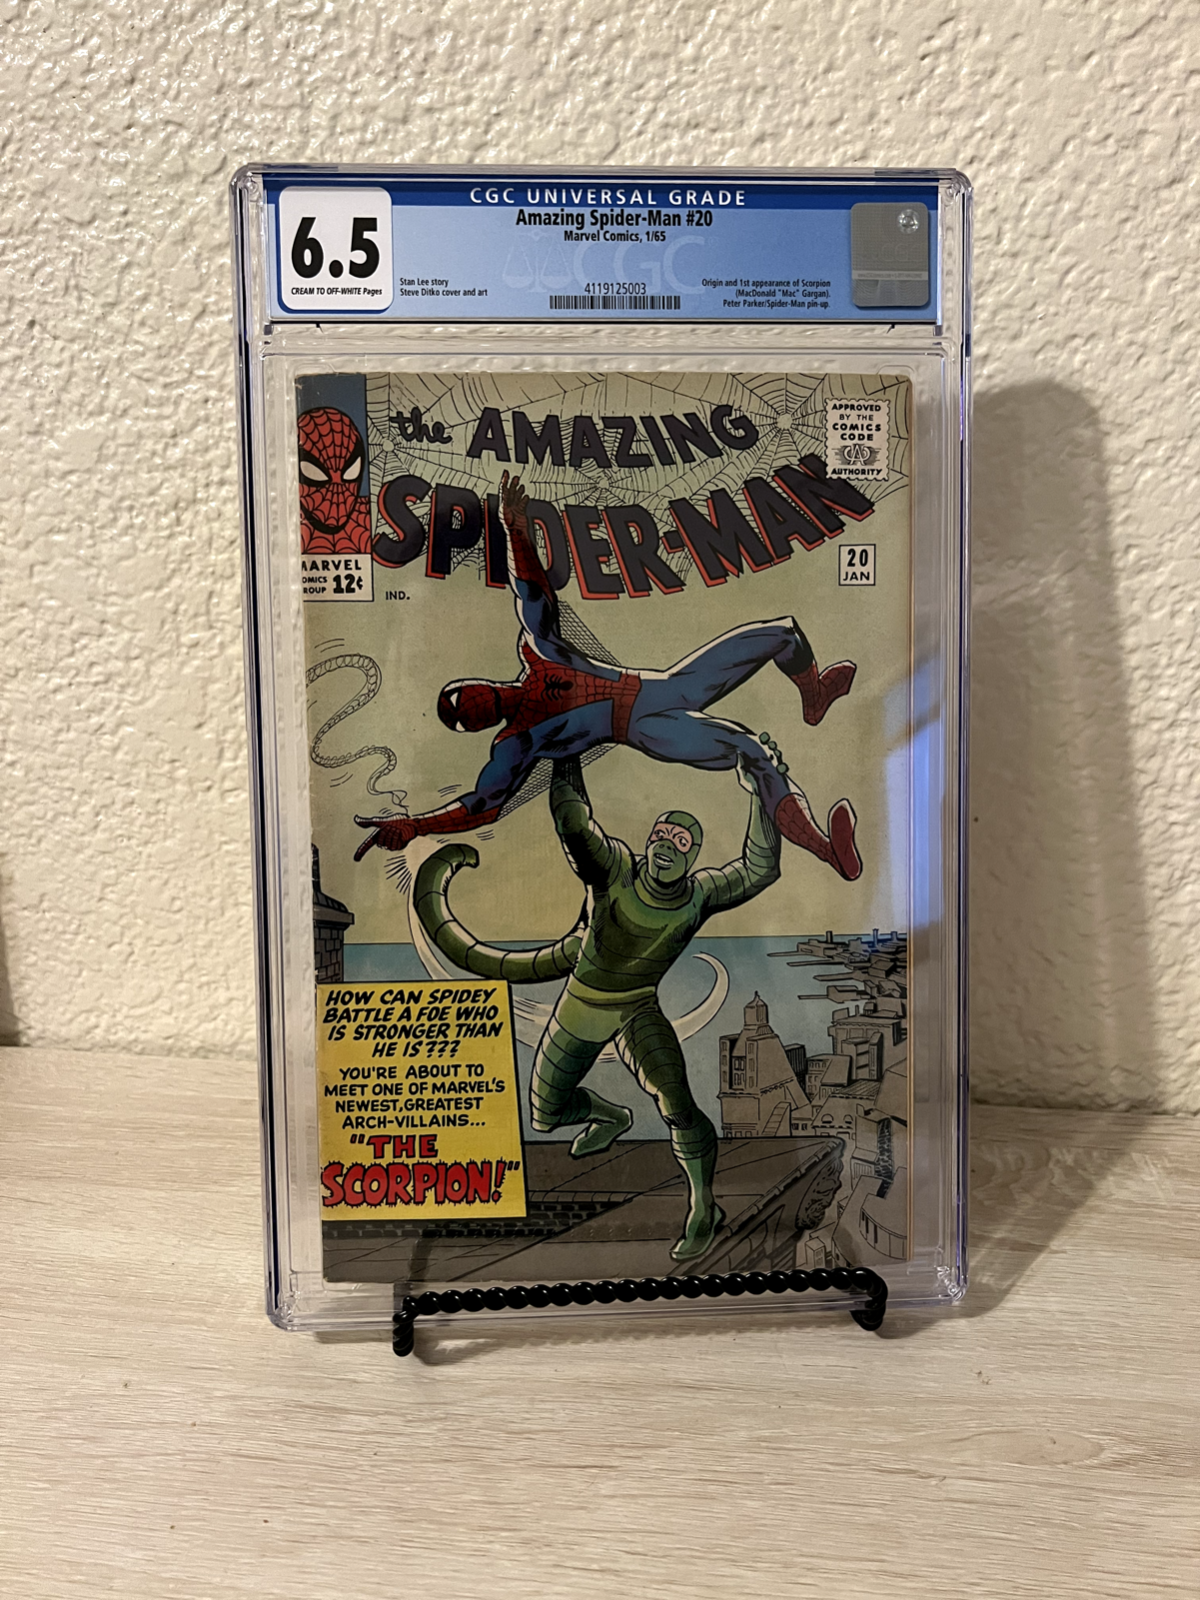 CGC UNIVERSAL GRADE
6.5
CREAM TO OFF-WHITE Pages
Amazing Spider-Man #20
Marvel Comics, 1/65
Stan Lee story
Steve Ditko cover and art
4119125003
Origin and 1st appearance of Scorpion
(MacDonald "Mac" Gargan).
Peter Parker/Spider-Man pin-up.
CGC
the AMAZING
SPIDER-MAN
APPROVED
BY THE
COMICS
CODE
CA
AUTHORITY
MARVEL
COMICS
GROUP 12¢
IND.
20
JAN
HOW CAN SPIDEY
BATTLE A FOE WHO
IS STRONGER THAN
HE IS???
YOU'RE ABOUT TO
MEET ONE OF MARVEL'S
NEWEST, GREATEST
ARCH-VILLAINS...
"THE
SCORPION!"